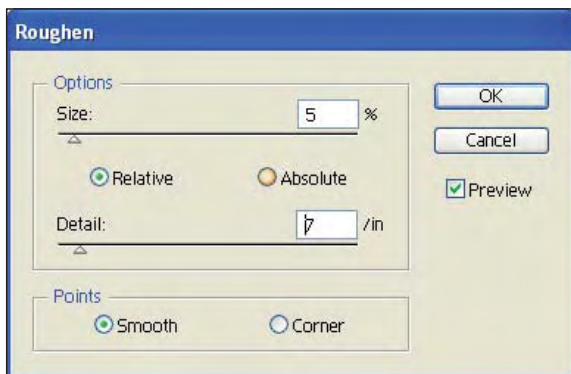 Roughen
Options
Size: 5 %
Relative Absolute
Detail: 7 /in
Points
Smooth Corner
OK
Cancel
Preview